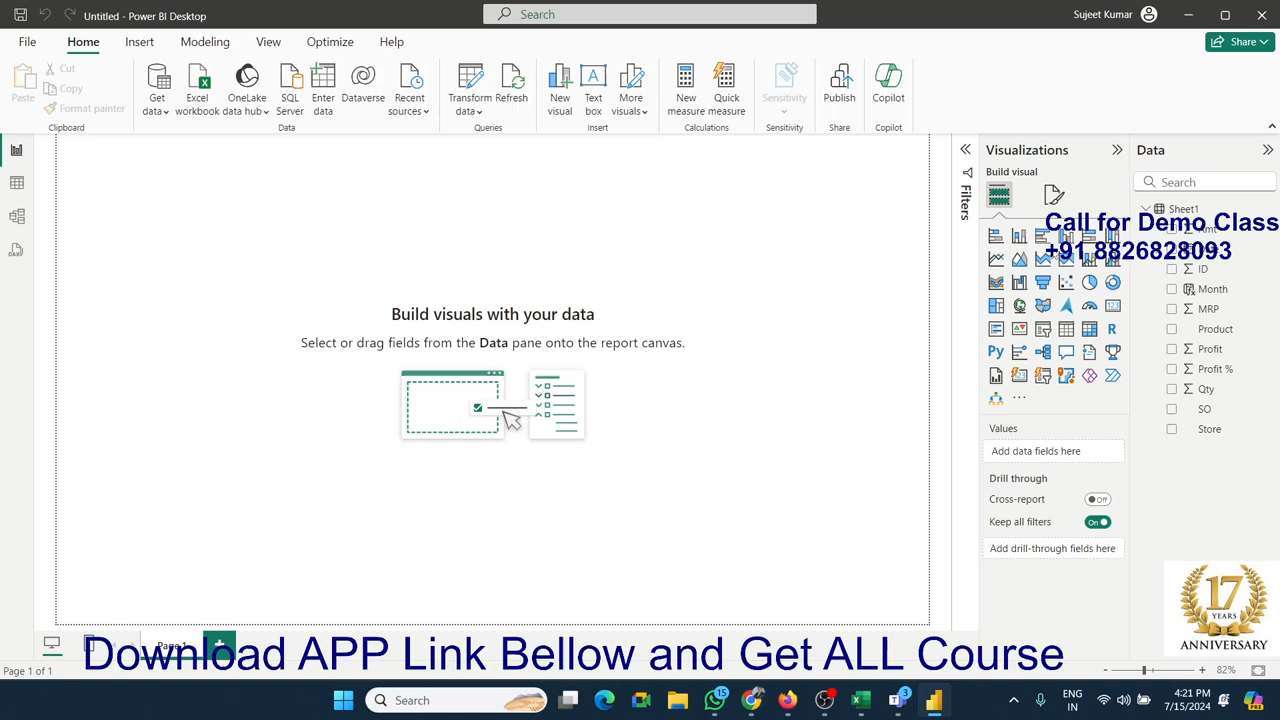 Untitled - Power BI Desktop
Search
Sujeet Kumar
File
Home
Insert
Modeling
View
Optimize
Help
Share
Paste
Cut
Copy
Format painter
Clipboard
Get data
Excel workbook
OneLake data hub
SQL Server
Enter data
Dataverse
Recent sources
Data
Transform data
Refresh
Queries
New visual
Text box
More visuals
Insert
New measure
Quick measure
Calculations
Sensitivity
Sensitivity
Publish
Share
Copilot
Copilot
Filters
Visualizations
Build visual
Data
Search
Sheet1
Call for Demo Class
+91 8826828093
ID
Month
MRP
Product
Profit
Profit %
Qty
SO
Store
R
Py
123
Values
Add data fields here
Drill through
Cross-report
Off
Keep all filters
On
Add drill-through fields here
Build visuals with your data
Select or drag fields from the Data pane onto the report canvas.
17
YEARS
ANNIVERSARY
Page 1
Download APP Link Bellow and Get ALL Course
Page 1 of 1
82%
Search
15
3
ENG
IN
4:21 PM
7/15/2024